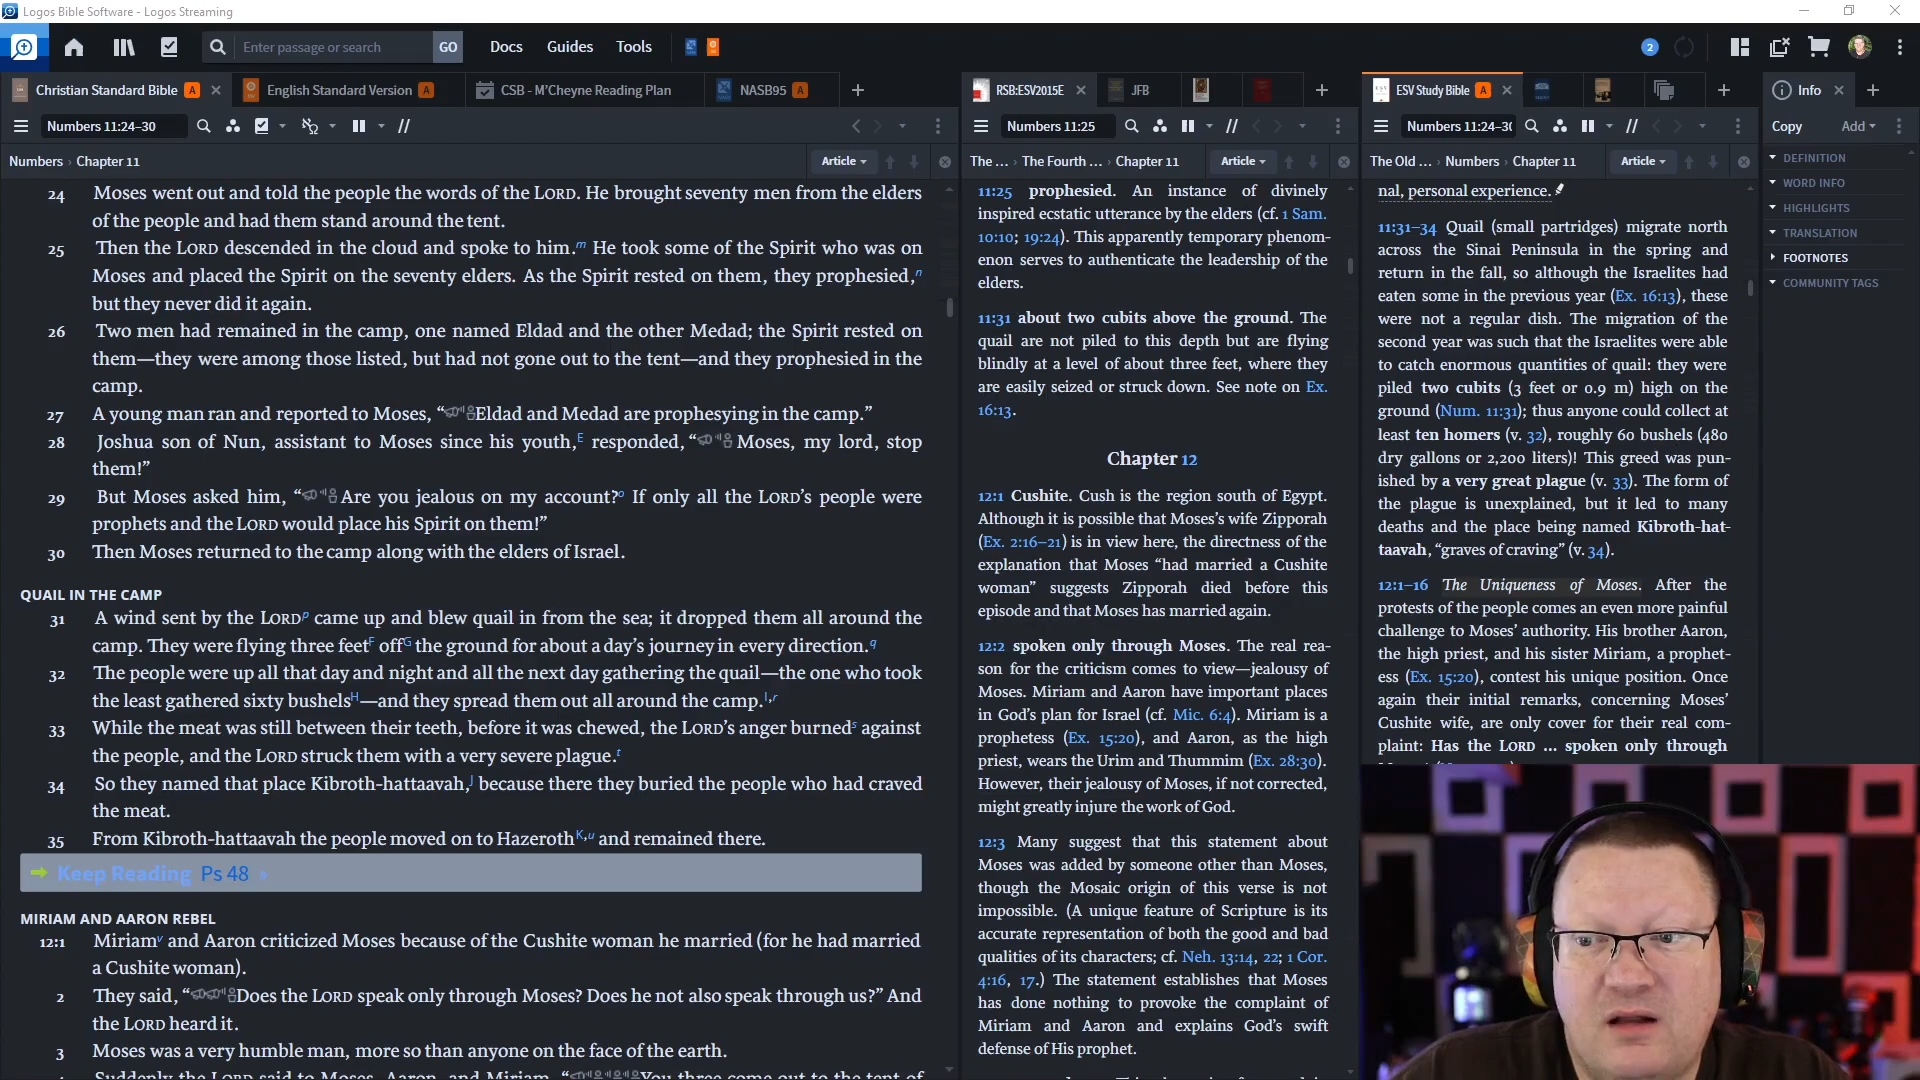 Logos Bible Software - Logos Streaming
Enter passage or search
GO
Docs
Guides
Tools
2
Christian Standard Bible A
English Standard Version A
CSB - M'Cheyne Reading Plan
NASB95 A
RSB:ESV2015E
JFB
ESV Study Bible A
Info
Numbers 11:24–30
Numbers 11:25
Numbers 11:24–30
Copy
Add
Numbers › Chapter 11
Article
The ... › The Fourth ... › Chapter 11
Article
The Old ... › Numbers › Chapter 11
Article
24 Moses went out and told the people the words of the LORD. He brought seventy men from the elders
of the people and had them stand around the tent.
25 Then the LORD descended in the cloud and spoke to him.m He took some of the Spirit who was on
Moses and placed the Spirit on the seventy elders. As the Spirit rested on them, they prophesied,n
but they never did it again.
26 Two men had remained in the camp, one named Eldad and the other Medad; the Spirit rested on
them—they were among those listed, but had not gone out to the tent—and they prophesied in the
camp.
27 A young man ran and reported to Moses, “Eldad and Medad are prophesying in the camp.”
28 Joshua son of Nun, assistant to Moses since his youth,E responded, “Moses, my lord, stop
them!”
29 But Moses asked him, “Are you jealous on my account?o If only all the LORD’s people were
prophets and the LORD would place his Spirit on them!”
30 Then Moses returned to the camp along with the elders of Israel.
QUAIL IN THE CAMP
31 A wind sent by the LORDp came up and blew quail in from the sea; it dropped them all around the
camp. They were flying three feetF offG the ground for about a day’s journey in every direction.q
32 The people were up all that day and night and all the next day gathering the quail—the one who took
the least gathered sixty bushelsH—and they spread them out all around the camp.I,r
33 While the meat was still between their teeth, before it was chewed, the LORD’s anger burneds against
the people, and the LORD struck them with a very severe plague.t
34 So they named that place Kibroth-hattaavah,J because there they buried the people who had craved
the meat.
35 From Kibroth-hattaavah the people moved on to HazerothK,u and remained there.
Keep Reading Ps 48 »
MIRIAM AND AARON REBEL
12:1 Miriamv and Aaron criticized Moses because of the Cushite woman he married (for he had married
a Cushite woman).
2 They said, “Does the LORD speak only through Moses? Does he not also speak through us?” And
the LORD heard it.
3 Moses was a very humble man, more so than anyone on the face of the earth.
4 Suddenly the LORD said to Moses, Aaron, and Miriam, “You three come out to the tent of
11:25 prophesied. An instance of divinely
inspired ecstatic utterance by the elders (cf. 1 Sam.
10:10; 19:24). This apparently temporary phenom-
enon serves to authenticate the leadership of the
elders.
11:31 about two cubits above the ground. The
quail are not piled to this depth but are flying
blindly at a level of about three feet, where they
are easily seized or struck down. See note on Ex.
16:13.
Chapter 12
12:1 Cushite. Cush is the region south of Egypt.
Although it is possible that Moses’s wife Zipporah
(Ex. 2:16–21) is in view here, the directness of the
explanation that Moses “had married a Cushite
woman” suggests Zipporah died before this
episode and that Moses has married again.
12:2 spoken only through Moses. The real rea-
son for the criticism comes to view—jealousy of
Moses. Miriam and Aaron have important places
in God’s plan for Israel (cf. Mic. 6:4). Miriam is a
prophetess (Ex. 15:20), and Aaron, as the high
priest, wears the Urim and Thummim (Ex. 28:30).
However, their jealousy of Moses, if not corrected,
might greatly injure the work of God.
12:3 Many suggest that this statement about
Moses was added by someone other than Moses,
though the Mosaic origin of this verse is not
impossible. (A unique feature of Scripture is its
accurate representation of both the good and bad
qualities of its characters; cf. Neh. 13:14, 22; 1 Cor.
4:16, 17.) The statement establishes that Moses
has done nothing to provoke the complaint of
Miriam and Aaron and explains God’s swift
defense of His prophet.
nal, personal experience.
11:31–34 Quail (small partridges) migrate north
across the Sinai Peninsula in the spring and
return in the fall, so although the Israelites had
eaten some in the previous year (Ex. 16:13), these
were not a regular dish. The migration of the
second year was such that the Israelites were able
to catch enormous quantities of quail: they were
piled two cubits (3 feet or 0.9 m) high on the
ground (Num. 11:31); thus anyone could collect at
least ten homers (v. 32), roughly 60 bushels (480
dry gallons or 2,200 liters)! This greed was pun-
ished by a very great plague (v. 33). The form of
the plague is unexplained, but it led to many
deaths and the place being named Kibroth-hat-
taavah, “graves of craving” (v. 34).
12:1–16 The Uniqueness of Moses. After the
protests of the people comes an even more painful
challenge to Moses’ authority. His brother Aaron,
the high priest, and his sister Miriam, a prophet-
ess (Ex. 15:20), contest his unique position. Once
again their initial remarks, concerning Moses’
Cushite wife, are only cover for their real com-
plaint: Has the LORD ... spoken only through
DEFINITION
WORD INFO
HIGHLIGHTS
TRANSLATION
FOOTNOTES
COMMUNITY TAGS